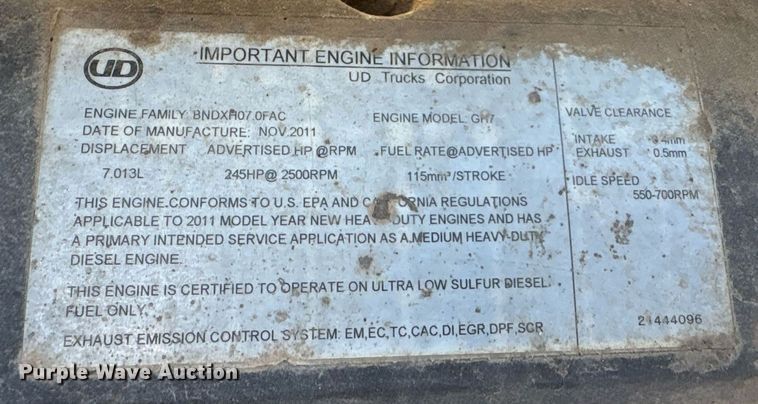 UD
IMPORTANT ENGINE INFORMATION
UD Trucks Corporation
ENGINE FAMILY: BNDXH07.0FAC ENGINE MODEL: GH7 VALVE CLEARANCE
DATE OF MANUFACTURE: NOV.2011
DISPLACEMENT ADVERTISED HP @RPM FUEL RATE@ADVERTISED HP INTAKE 0.4mm
EXHAUST 0.5mm
7.013L 245HP@ 2500RPM 115mm³/STROKE IDLE SPEED
550-700RPM
THIS ENGINE CONFORMS TO U.S. EPA AND CALIFORNIA REGULATIONS
APPLICABLE TO 2011 MODEL YEAR NEW HEAVY DUTY ENGINES AND HAS
A PRIMARY INTENDED SERVICE APPLICATION AS A MEDIUM HEAVY-DUTY
DIESEL ENGINE.
THIS ENGINE IS CERTIFIED TO OPERATE ON ULTRA LOW SULFUR DIESEL
FUEL ONLY.
EXHAUST EMISSION CONTROL SYSTEM: EM,EC,TC,CAC,DI,EGR,DPF,SCR
21444096
Purple Wave Auction